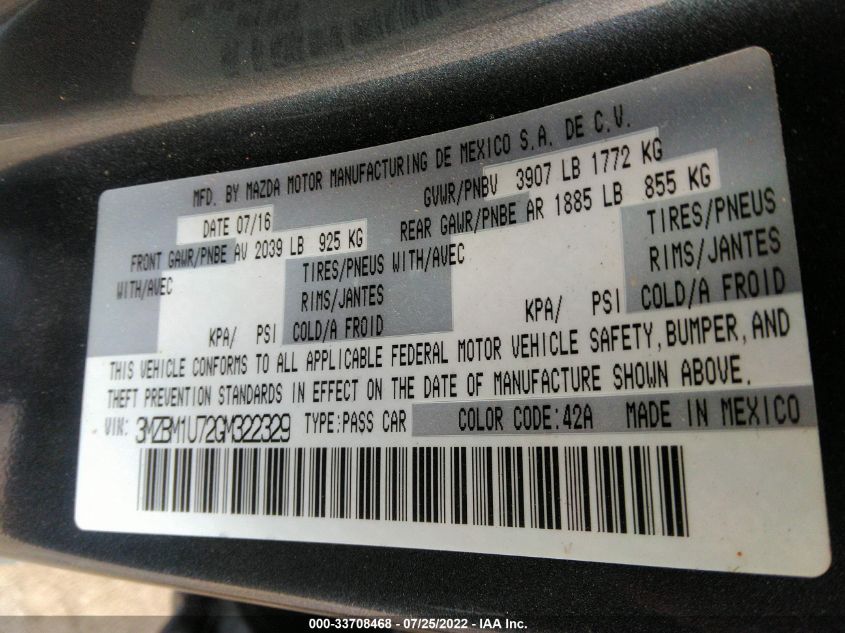 MFD. BY MAZDA MOTOR MANUFACTURING DE MEXICO S.A. DE C.V.
DATE 07/16 GVWR/PNBV 3907 LB 1772 KG
FRONT GAWR/PNBE AV 2039 LB 925 KG REAR GAWR/PNBE AR 1885 LB 855 KG
WITH/AVEC TIRES/PNEUS WITH/AVEC TIRES/PNEUS
RIMS/JANTES RIMS/JANTES
KPA/ PSI COLD/A FROID KPA/ PSI COLD/A FROID
THIS VEHICLE CONFORMS TO ALL APPLICABLE FEDERAL MOTOR VEHICLE SAFETY, BUMPER, AND
THEFT PREVENTION STANDARDS IN EFFECT ON THE DATE OF MANUFACTURE SHOWN ABOVE.
VIN: 3MZBM1U72GM322329 TYPE:PASS CAR COLOR CODE:42A MADE IN MEXICO
000-33708468 - 07/25/2022 - IAA Inc.